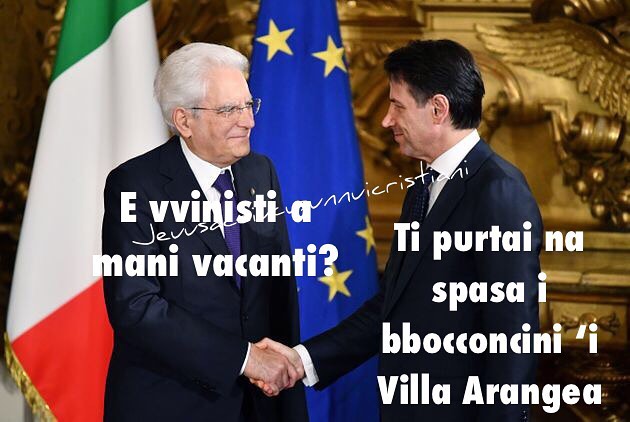 E vvinisti a
mani vacanti?
Ti purtai na
spasa i
bbocconcini ‘i
Villa Arangea